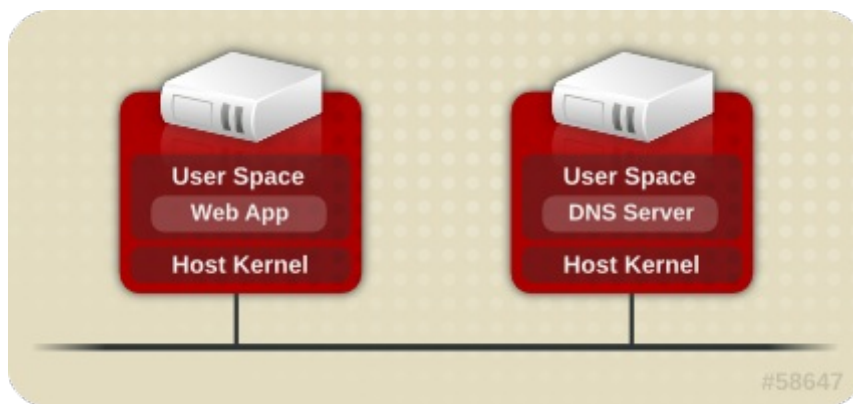 User Space
Web App
Host Kernel
User Space
DNS Server
Host Kernel
#58647